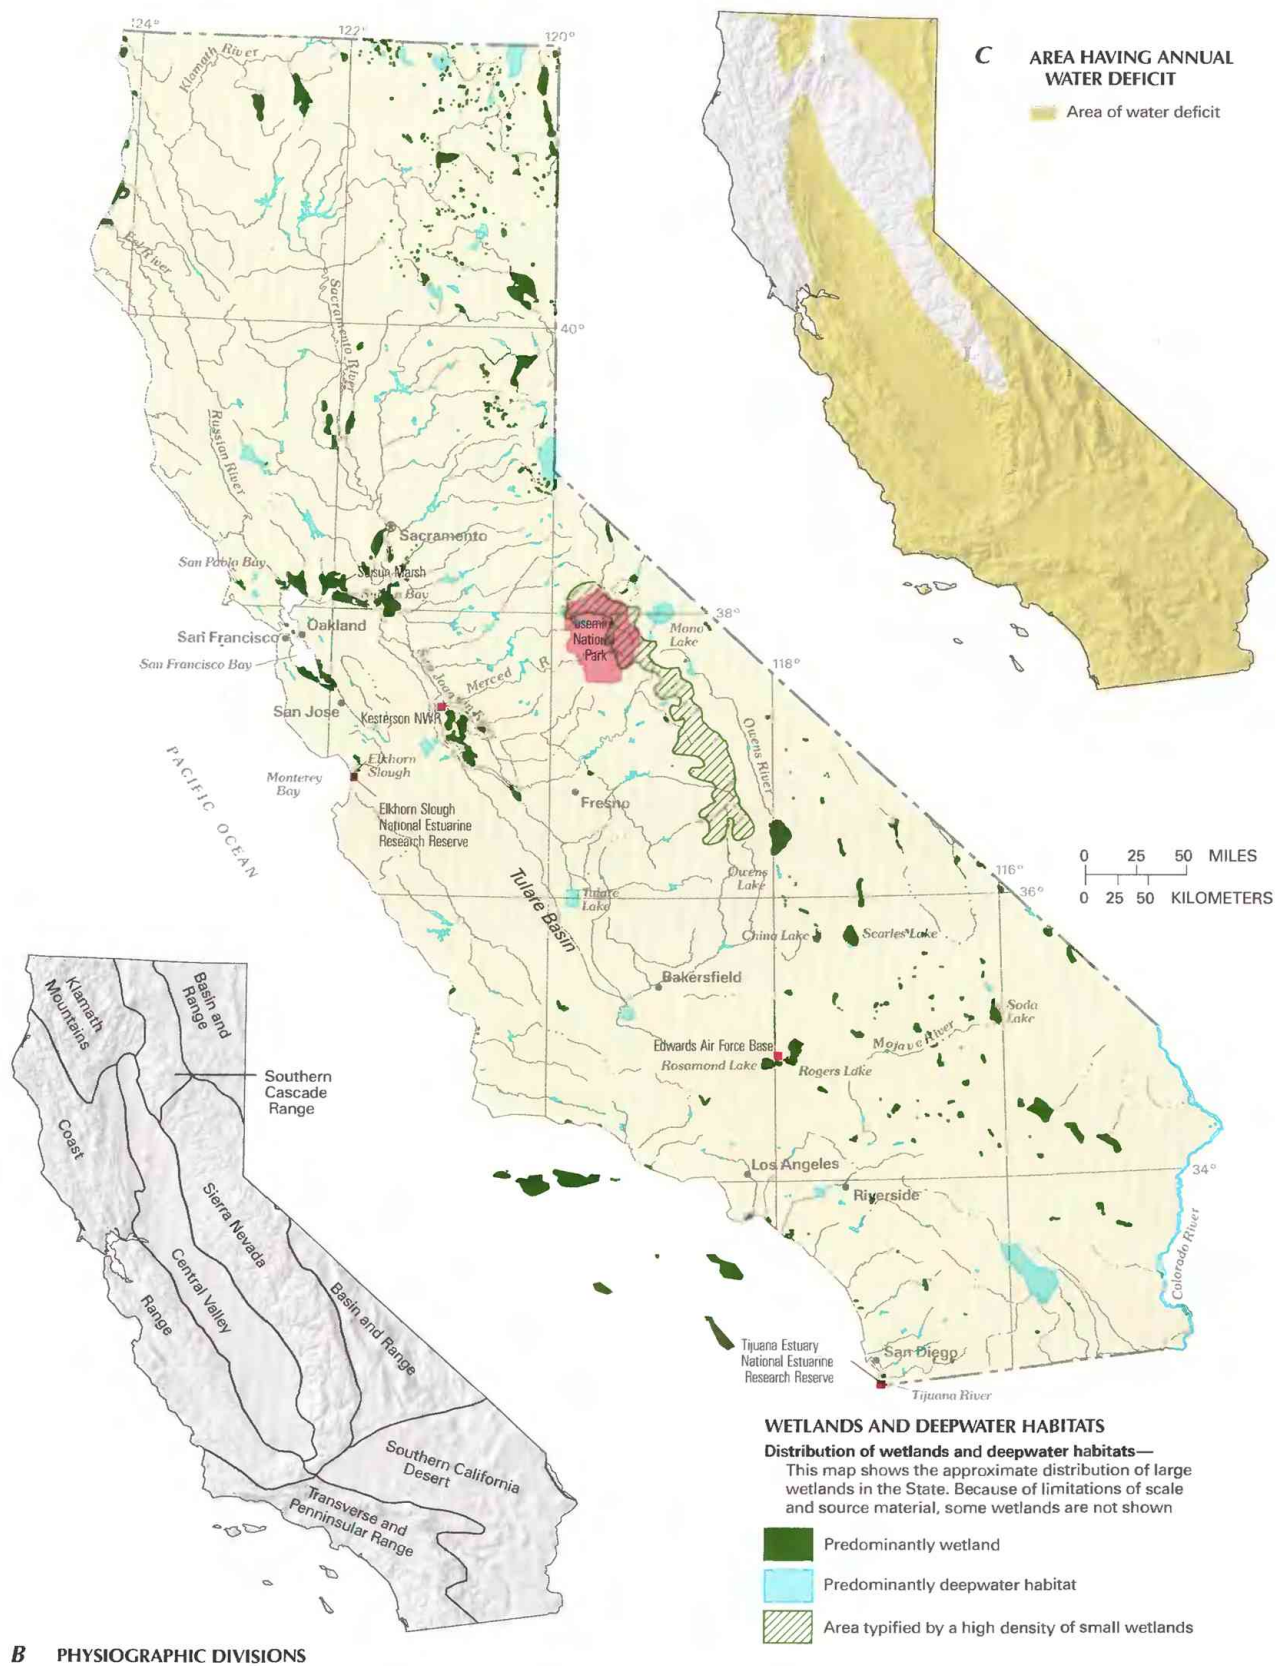 124°
122°
120°
Klamath River
Eel River
Sacramento River
40°
Russian River
Sacramento
San Pablo Bay
Suisun Marsh
Bay
Oakland
San Francisco
San Francisco Bay
38°
Mono
Lake
National
Park
118°
Merced R
San Jose
Kesterson NWR
Owens River
Elkhorn
Slough
Monterey
Bay
PACIFIC OCEAN
Elkhorn Slough
National Estuarine
Research Reserve
Fresno
Tulare Basin
Tulare
Lake
Owens
Lake
116°
36°
China Lake
Searles Lake
Bakersfield
Soda
Lake
Mojave River
Edwards Air Force Base
Rosamond Lake
Rogers Lake
Los Angeles
34°
Riverside
Colorado River
Tijuana Estuary
National Estuarine
Research Reserve
San Diego
Tijuana River
C AREA HAVING ANNUAL
WATER DEFICIT
Area of water deficit
0 25 50 MILES
0 25 50 KILOMETERS
Klamath
Mountains
Basin and
Range
Southern
Cascade
Range
Coast
Sierra Nevada
Central Valley
Range
Basin and Range
Southern California
Desert
Transverse and
Penninsular Range
B PHYSIOGRAPHIC DIVISIONS
WETLANDS AND DEEPWATER HABITATS
Distribution of wetlands and deepwater habitats—
This map shows the approximate distribution of large
wetlands in the State. Because of limitations of scale
and source material, some wetlands are not shown
Predominantly wetland
Predominantly deepwater habitat
Area typified by a high density of small wetlands